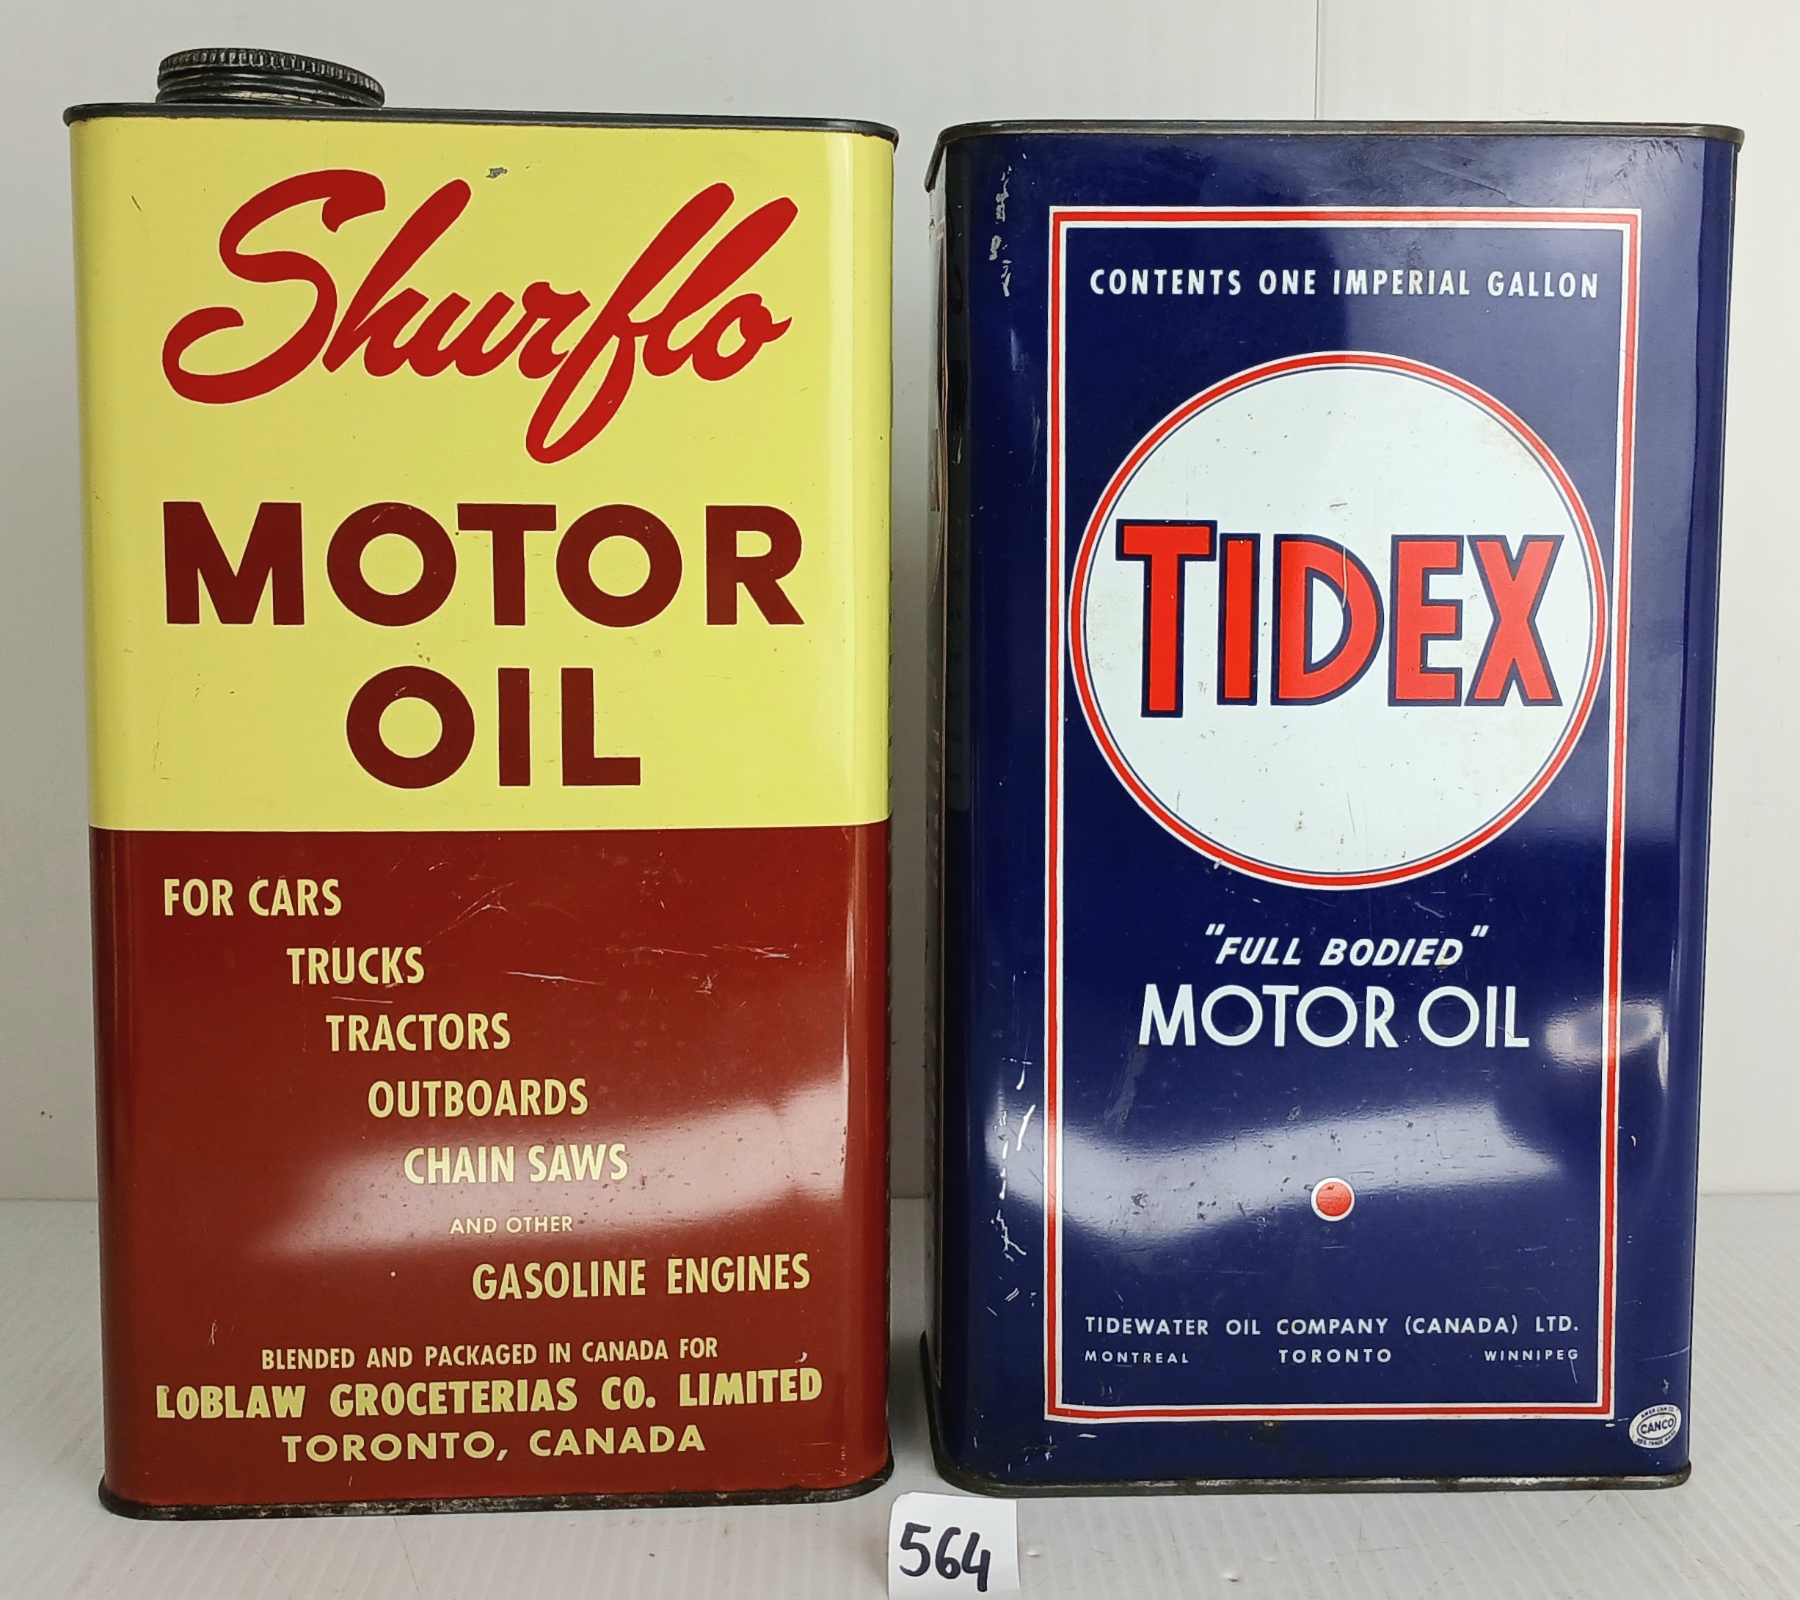 Shurflo
MOTOR
OIL
FOR CARS
TRUCKS
TRACTORS
OUTBOARDS
CHAIN SAWS
AND OTHER
GASOLINE ENGINES
BLENDED AND PACKAGED IN CANADA FOR
LOBLAW GROCETERIAS CO. LIMITED
TORONTO, CANADA
CONTENTS ONE IMPERIAL GALLON
TIDEX
"FULL BODIED"
MOTOR OIL
TIDEWATER OIL COMPANY (CANADA) LTD.
MONTREAL TORONTO WINNIPEG
CANCO
564